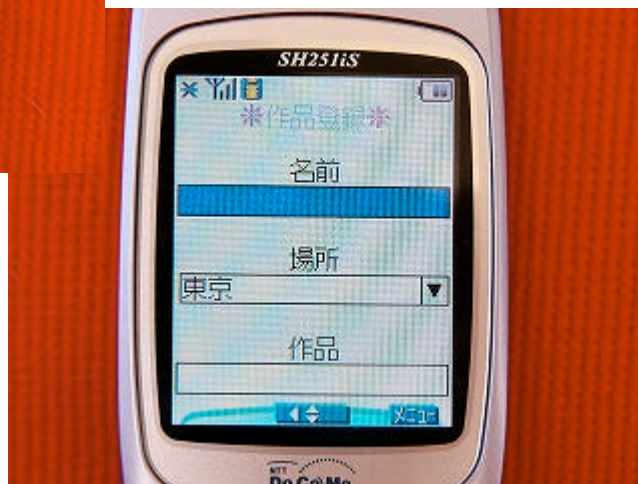 SH251iS
※作品登録※
名前
場所
東京
▼
作品
メニュー
NTT
DoCoMo